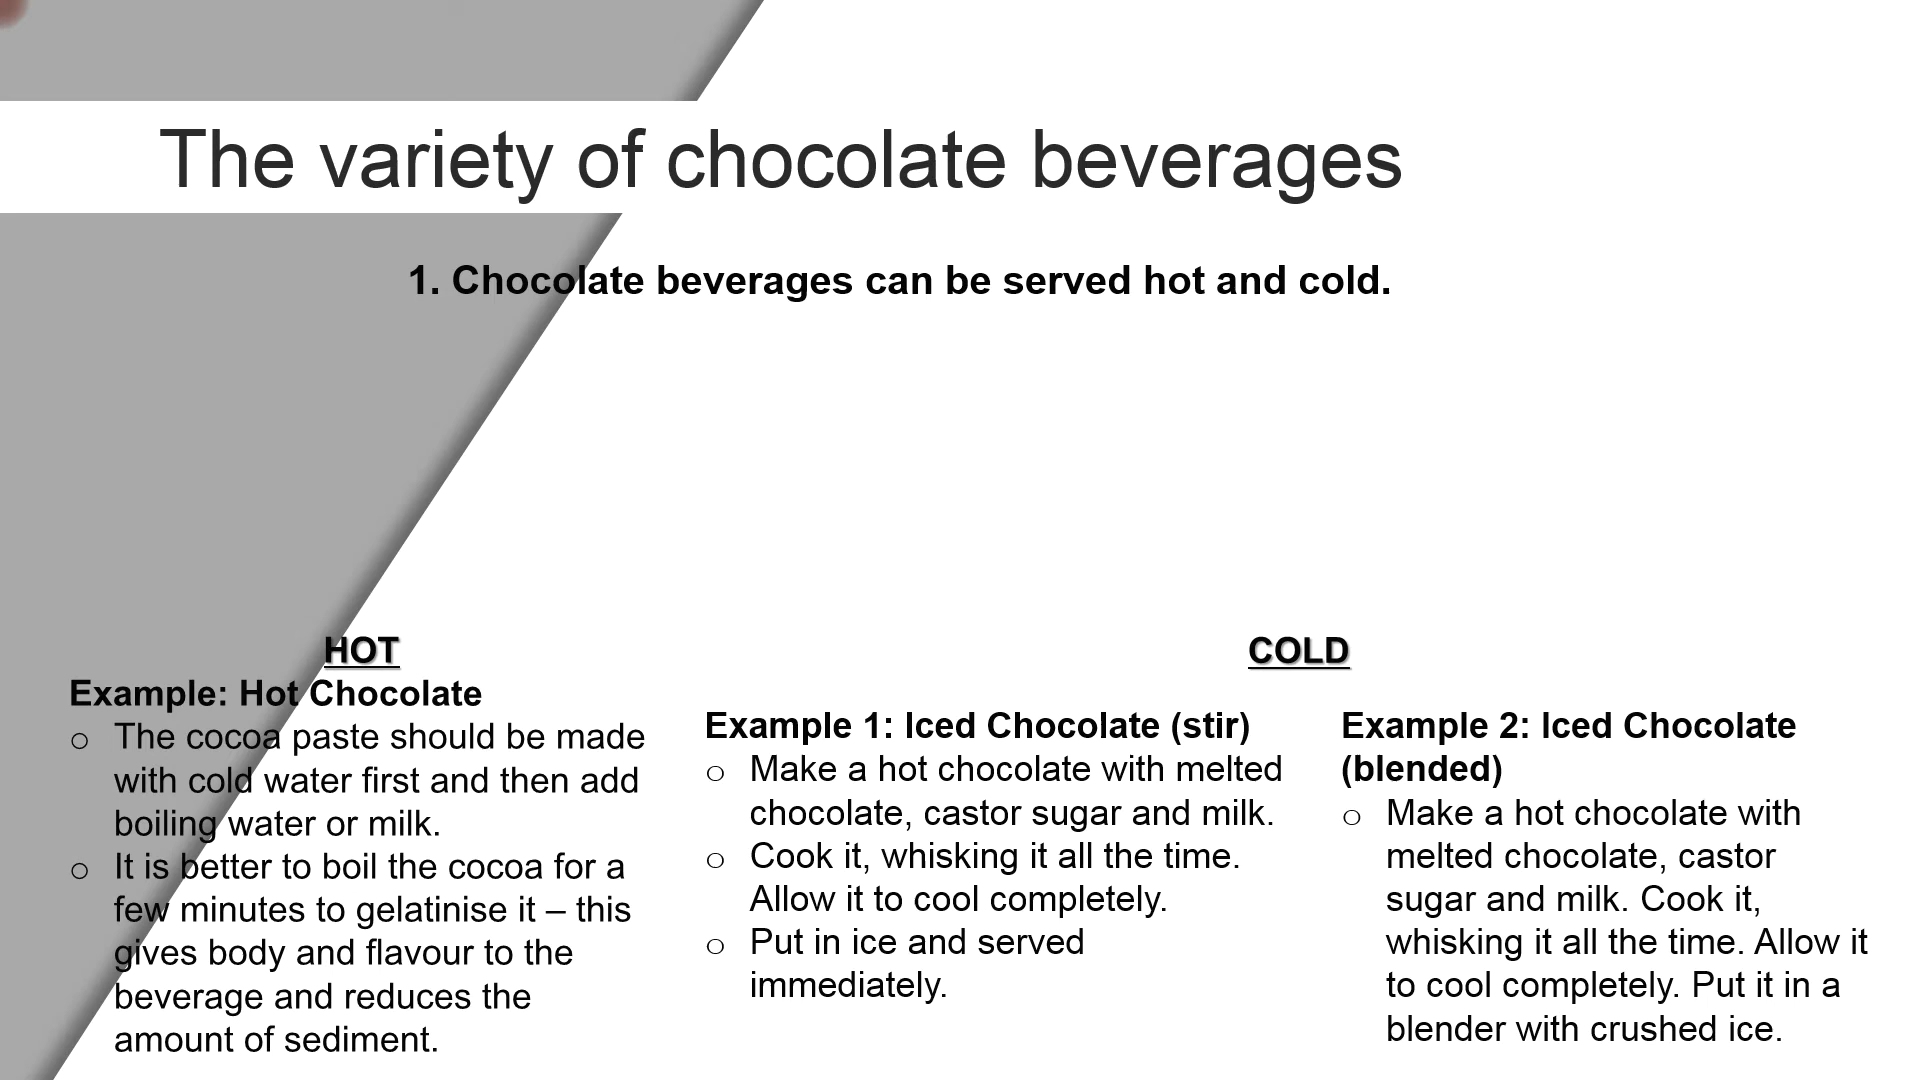 The variety of chocolate beverages
1. Chocolate beverages can be served hot and cold.
HOT
Example: Hot Chocolate
o The cocoa paste should be made
with cold water first and then add
boiling water or milk.
o It is better to boil the cocoa for a
few minutes to gelatinise it – this
gives body and flavour to the
beverage and reduces the
amount of sediment.
COLD
Example 1: Iced Chocolate (stir)
o Make a hot chocolate with melted
chocolate, castor sugar and milk.
o Cook it, whisking it all the time.
Allow it to cool completely.
o Put in ice and served
immediately.
Example 2: Iced Chocolate
(blended)
o Make a hot chocolate with
melted chocolate, castor
sugar and milk. Cook it,
whisking it all the time. Allow it
to cool completely. Put it in a
blender with crushed ice.